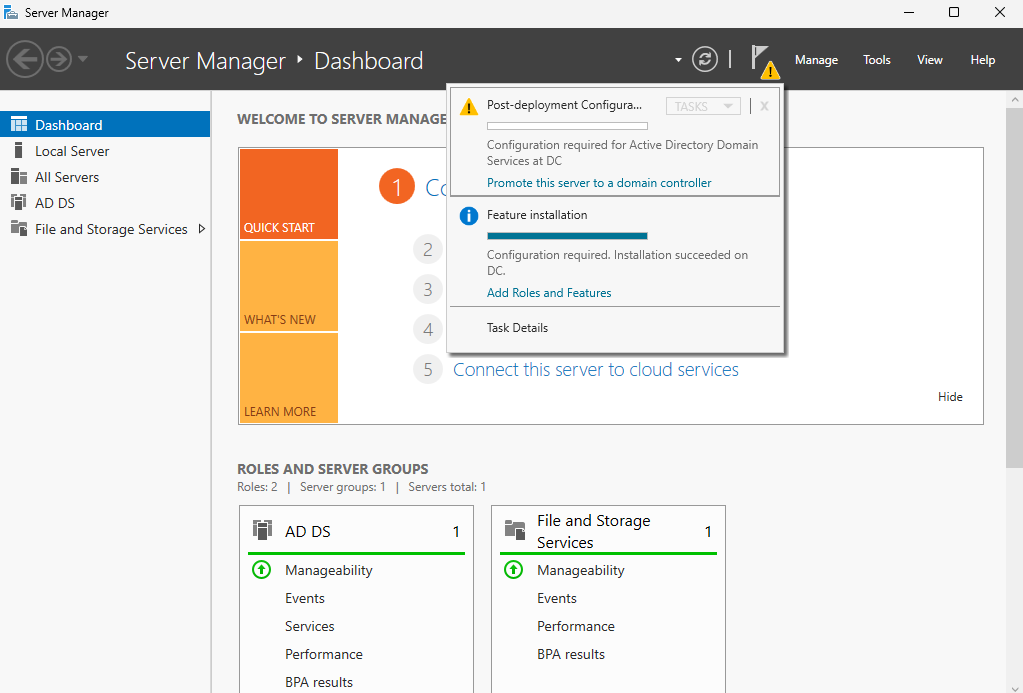 Server Manager
Server Manager ‣ Dashboard
Manage Tools View Help
Dashboard
Local Server
All Servers
AD DS
File and Storage Services
WELCOME TO SERVER MANAGE
QUICK START
WHAT'S NEW
LEARN MORE
1
2
3
4
5 Connect this server to cloud services
Hide
Post-deployment Configura... TASKS X
Configuration required for Active Directory Domain
Services at DC
Promote this server to a domain controller
Feature installation
Configuration required. Installation succeeded on
DC.
Add Roles and Features
Task Details
ROLES AND SERVER GROUPS
Roles: 2 | Server groups: 1 | Servers total: 1
AD DS 1
Manageability
Events
Services
Performance
BPA results
File and Storage
Services 1
Manageability
Events
Performance
BPA results